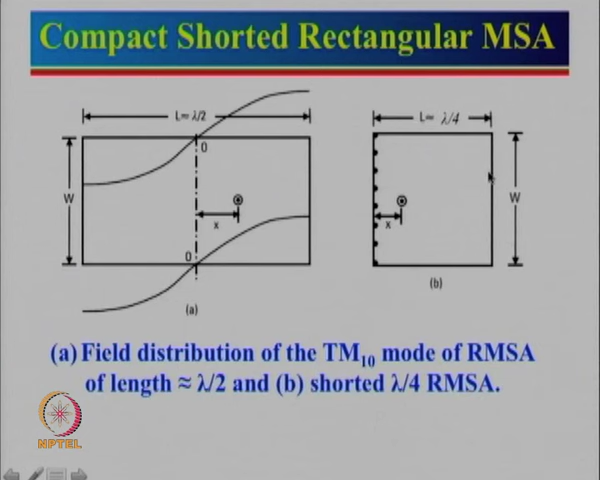 Compact Shorted Rectangular MSA
L≈ λ/2
L≈ λ/4
W
0
x
0
x
W
(a)
(b)
(a) Field distribution of the TM₁₀ mode of RMSA
of length ≈ λ/2 and (b) shorted λ/4 RMSA.
NPTEL